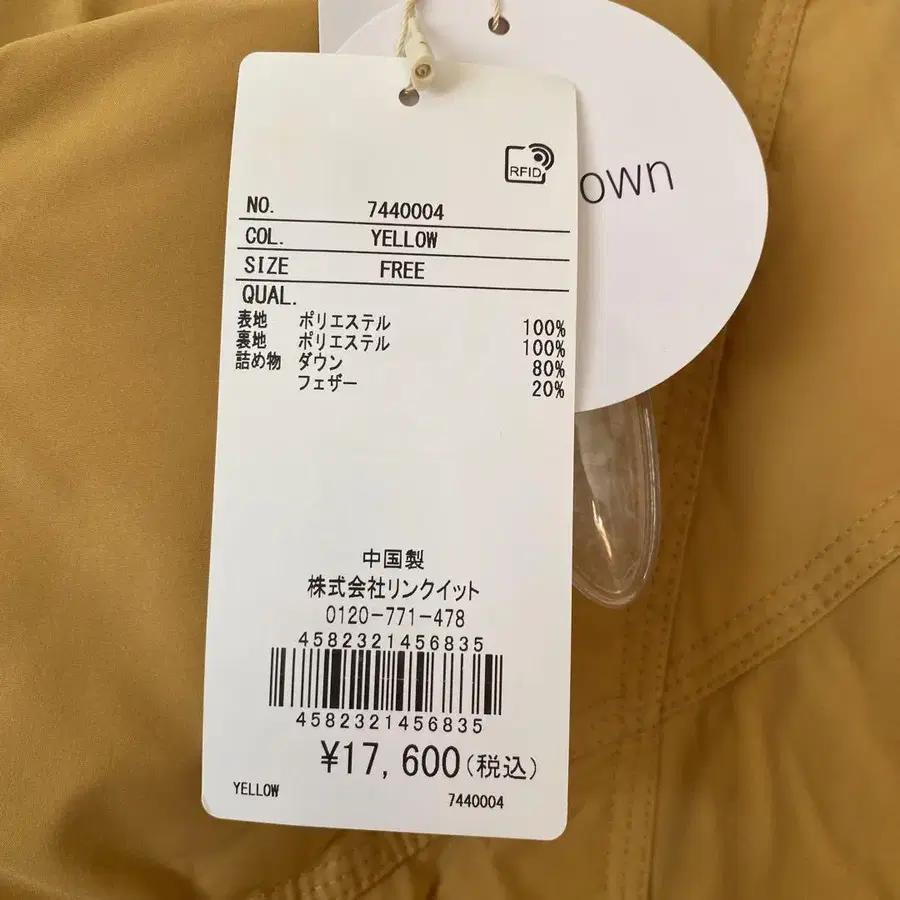 RFID
own
NO. 7440004
COL. YELLOW
SIZE FREE
QUAL.
表地 ポリエステル 100%
裏地 ポリエステル 100%
詰め物 ダウン 80%
フェザー 20%
中国製
株式会社リンクイット
0120-771-478
4582321456835
4582321456835
¥17,600(税込)
YELLOW 7440004